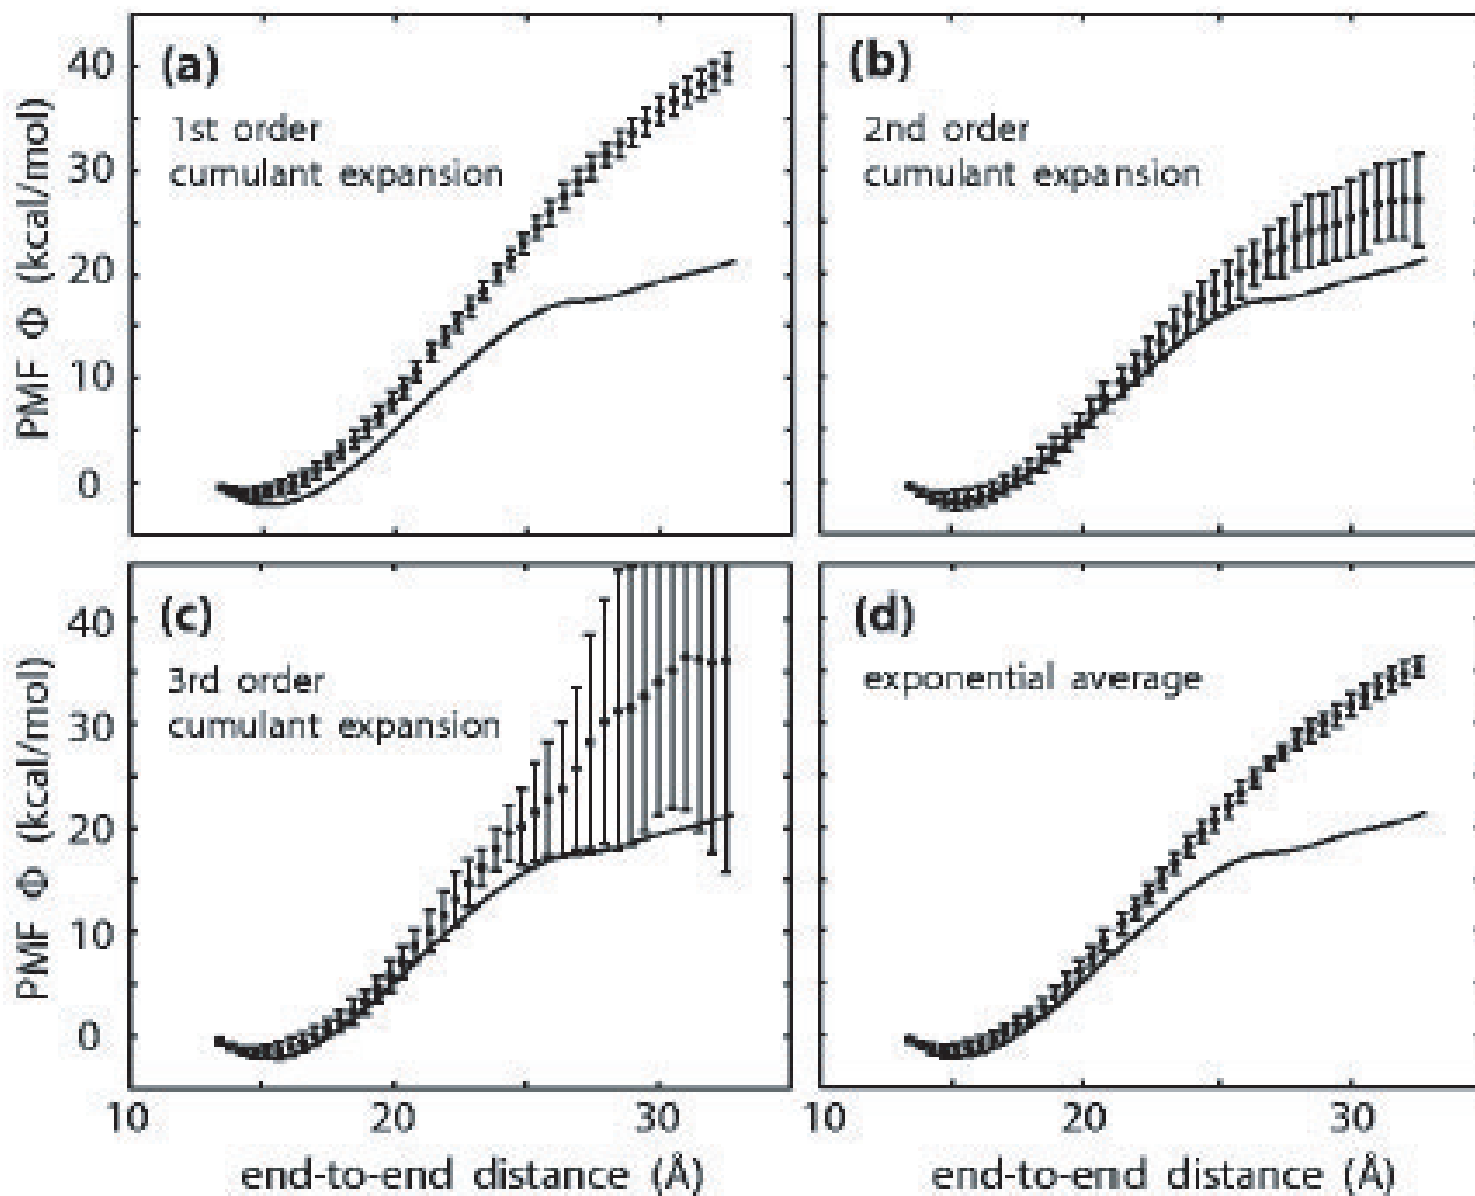 (a)
1st order
cumulant expansion
(b)
2nd order
cumulant expansion
PMF Φ (kcal/mol)
40
30
20
10
0
(c)
3rd order
cumulant expansion
(d)
exponential average
PMF Φ (kcal/mol)
40
30
20
10
0
10
20
30
10
20
30
end-to-end distance (Å)
end-to-end distance (Å)